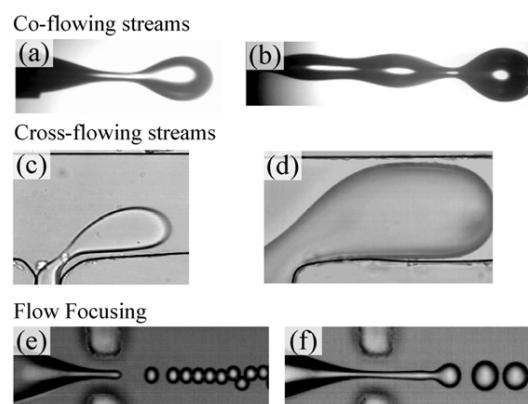 Co-flowing streams
(a) (b)
Cross-flowing streams
(c) (d)
Flow Focusing
(e) (f)